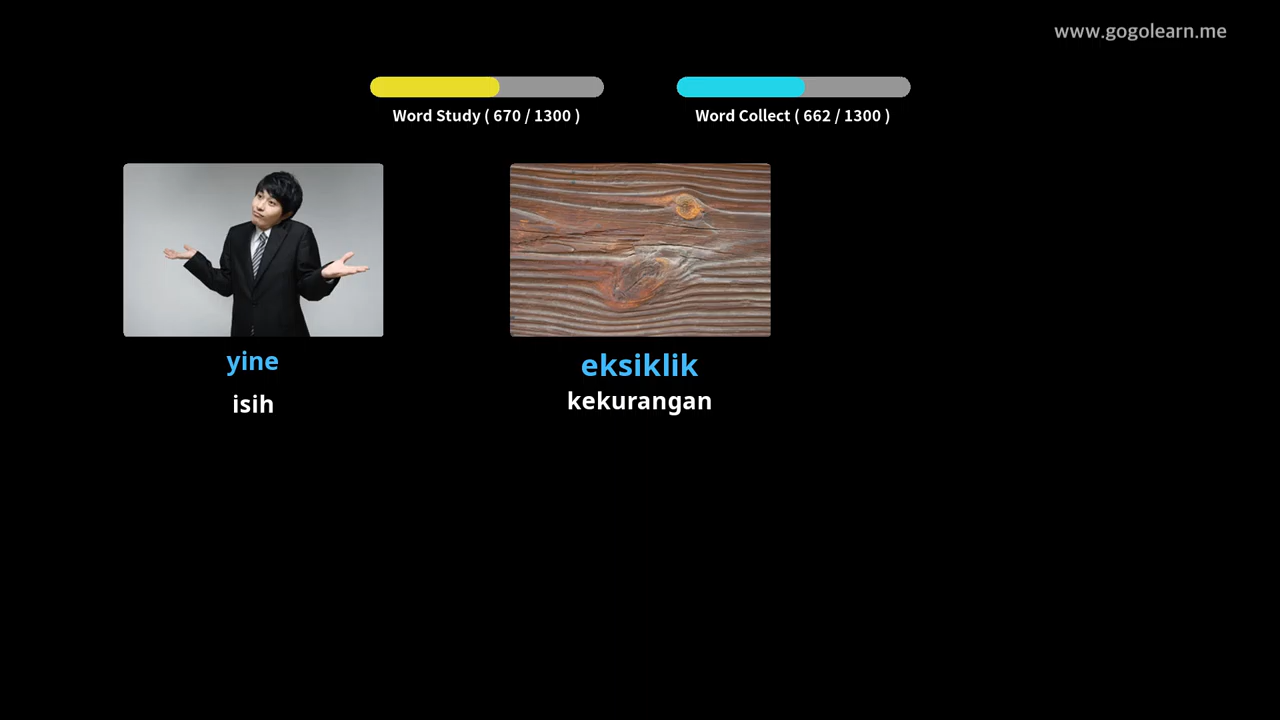 www.gogolearn.me
Word Study ( 670 / 1300 )
Word Collect ( 662 / 1300 )
yine
isih
eksiklik
kekurangan